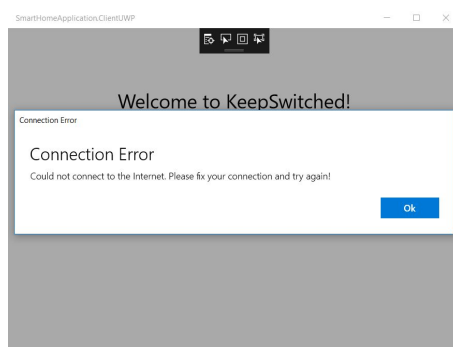 SmartHomeApplication.ClientUWP
Welcome to KeepSwitched!
Connection Error
Connection Error
Could not connect to the Internet. Please fix your connection and try again!
Ok